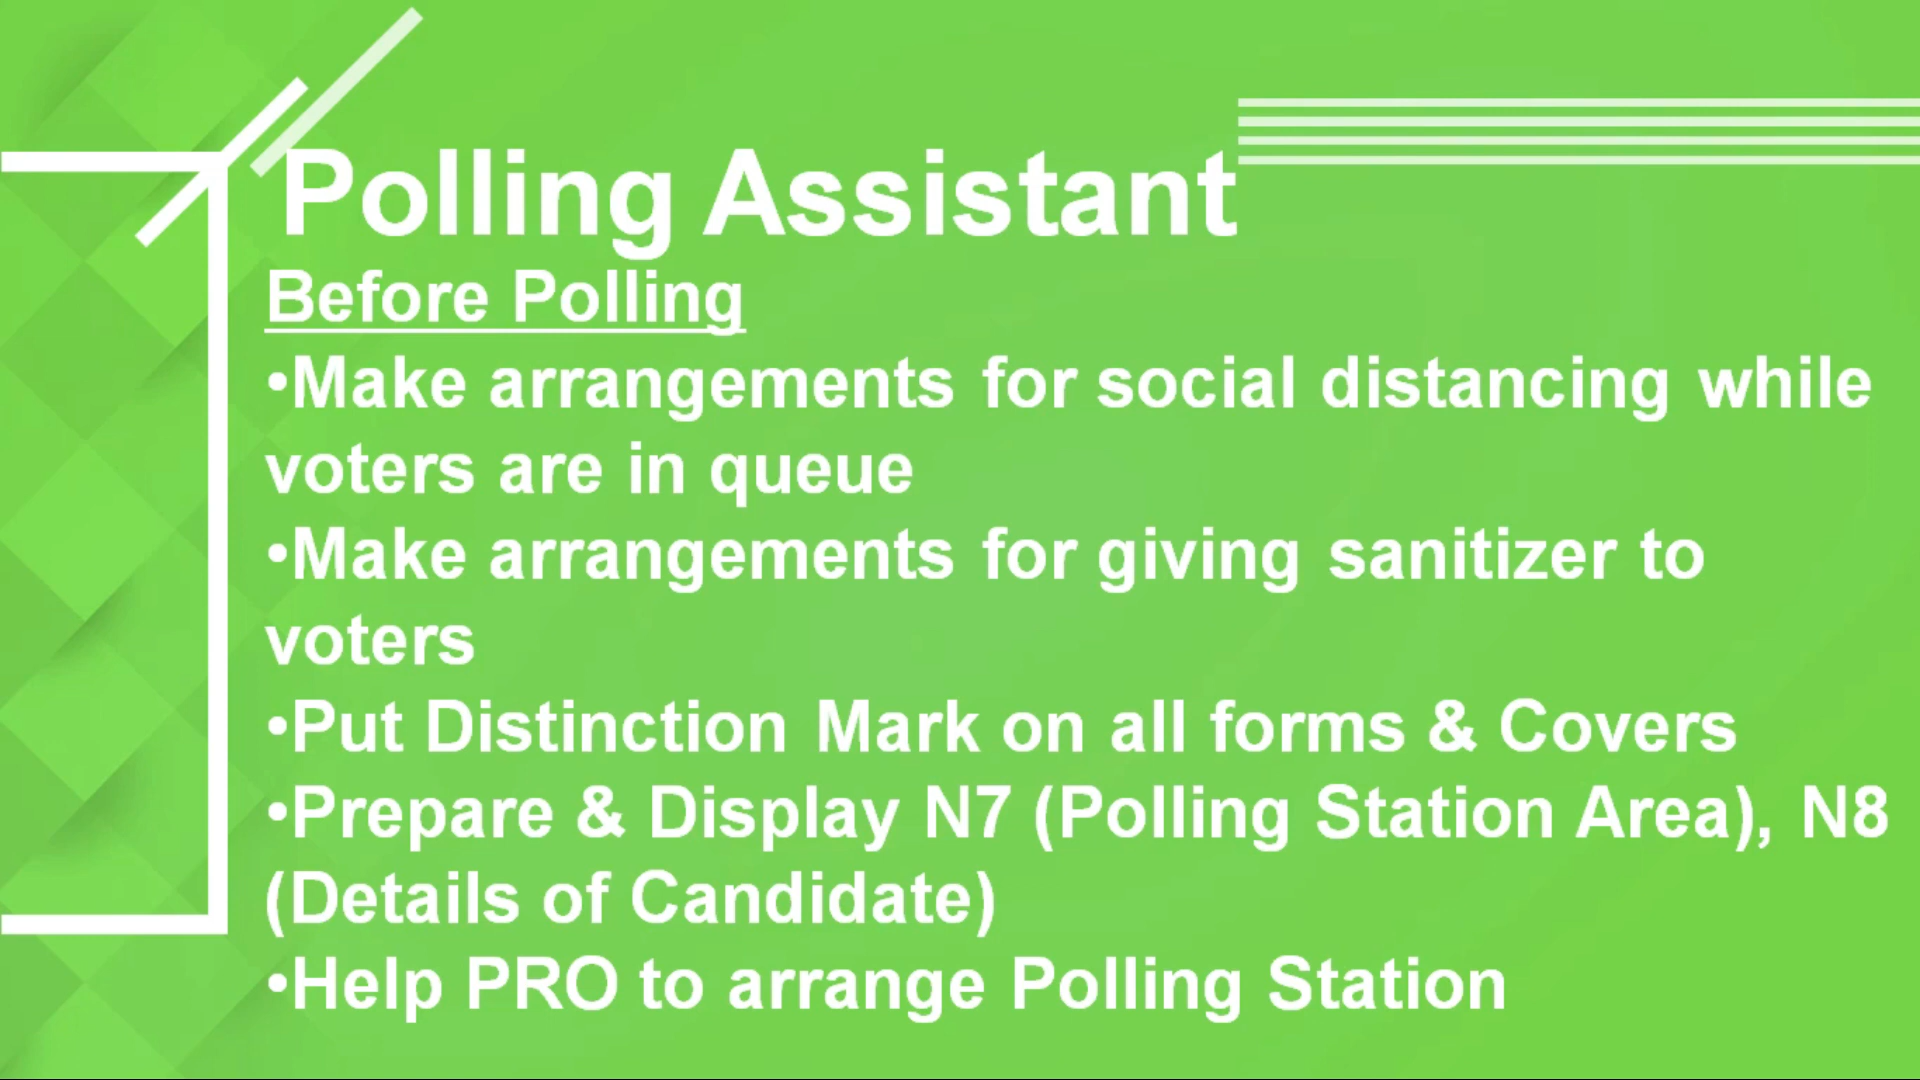 Polling Assistant
Before Polling
•Make arrangements for social distancing while
voters are in queue
•Make arrangements for giving sanitizer to
voters
•Put Distinction Mark on all forms & Covers
•Prepare & Display N7 (Polling Station Area), N8
(Details of Candidate)
•Help PRO to arrange Polling Station